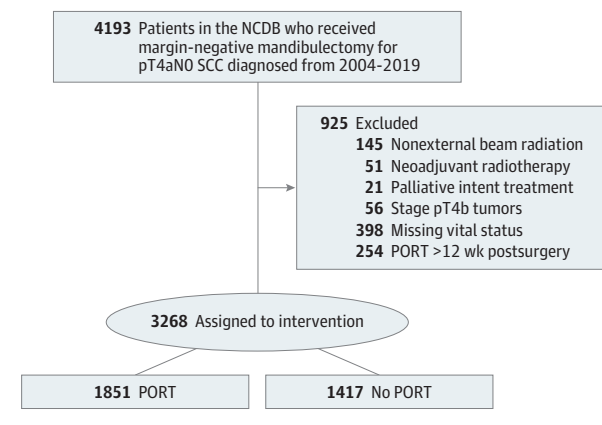 4193 Patients in the NCDB who received
margin-negative mandibulectomy for
pT4aN0 SCC diagnosed from 2004-2019
925 Excluded
145 Nonexternal beam radiation
51 Neoadjuvant radiotherapy
21 Palliative intent treatment
56 Stage pT4b tumors
398 Missing vital status
254 PORT >12 wk postsurgery
3268 Assigned to intervention
1851 PORT
1417 No PORT